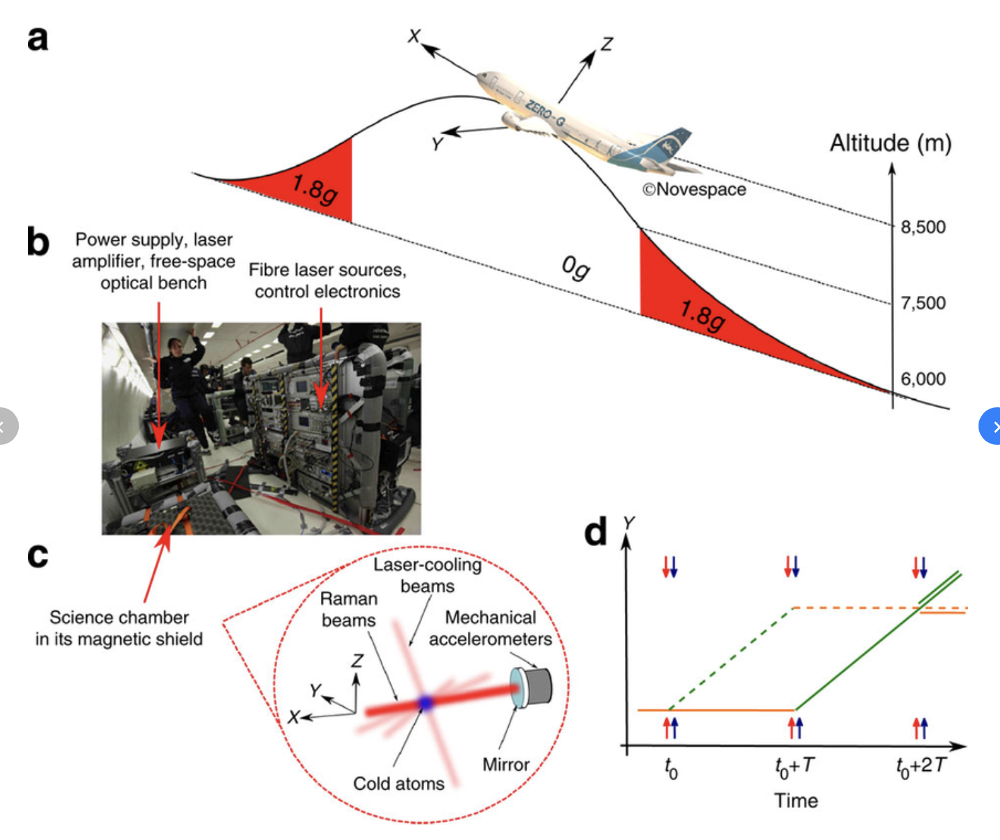 a
X
Z
ZERO-G
Y
Altitude (m)
©Novespace
1.8g
8,500
7,500
0g
1.8g
6,000
b
Power supply, laser
amplifier, free-space
optical bench
Fibre laser sources,
control electronics
Science chamber
in its magnetic shield
c
Laser-cooling
beams
Raman
beams
Mechanical
accelerometers
Z
Y
X
Mirror
Cold atoms
d
Y
t0
t0+T
t0+2T
Time